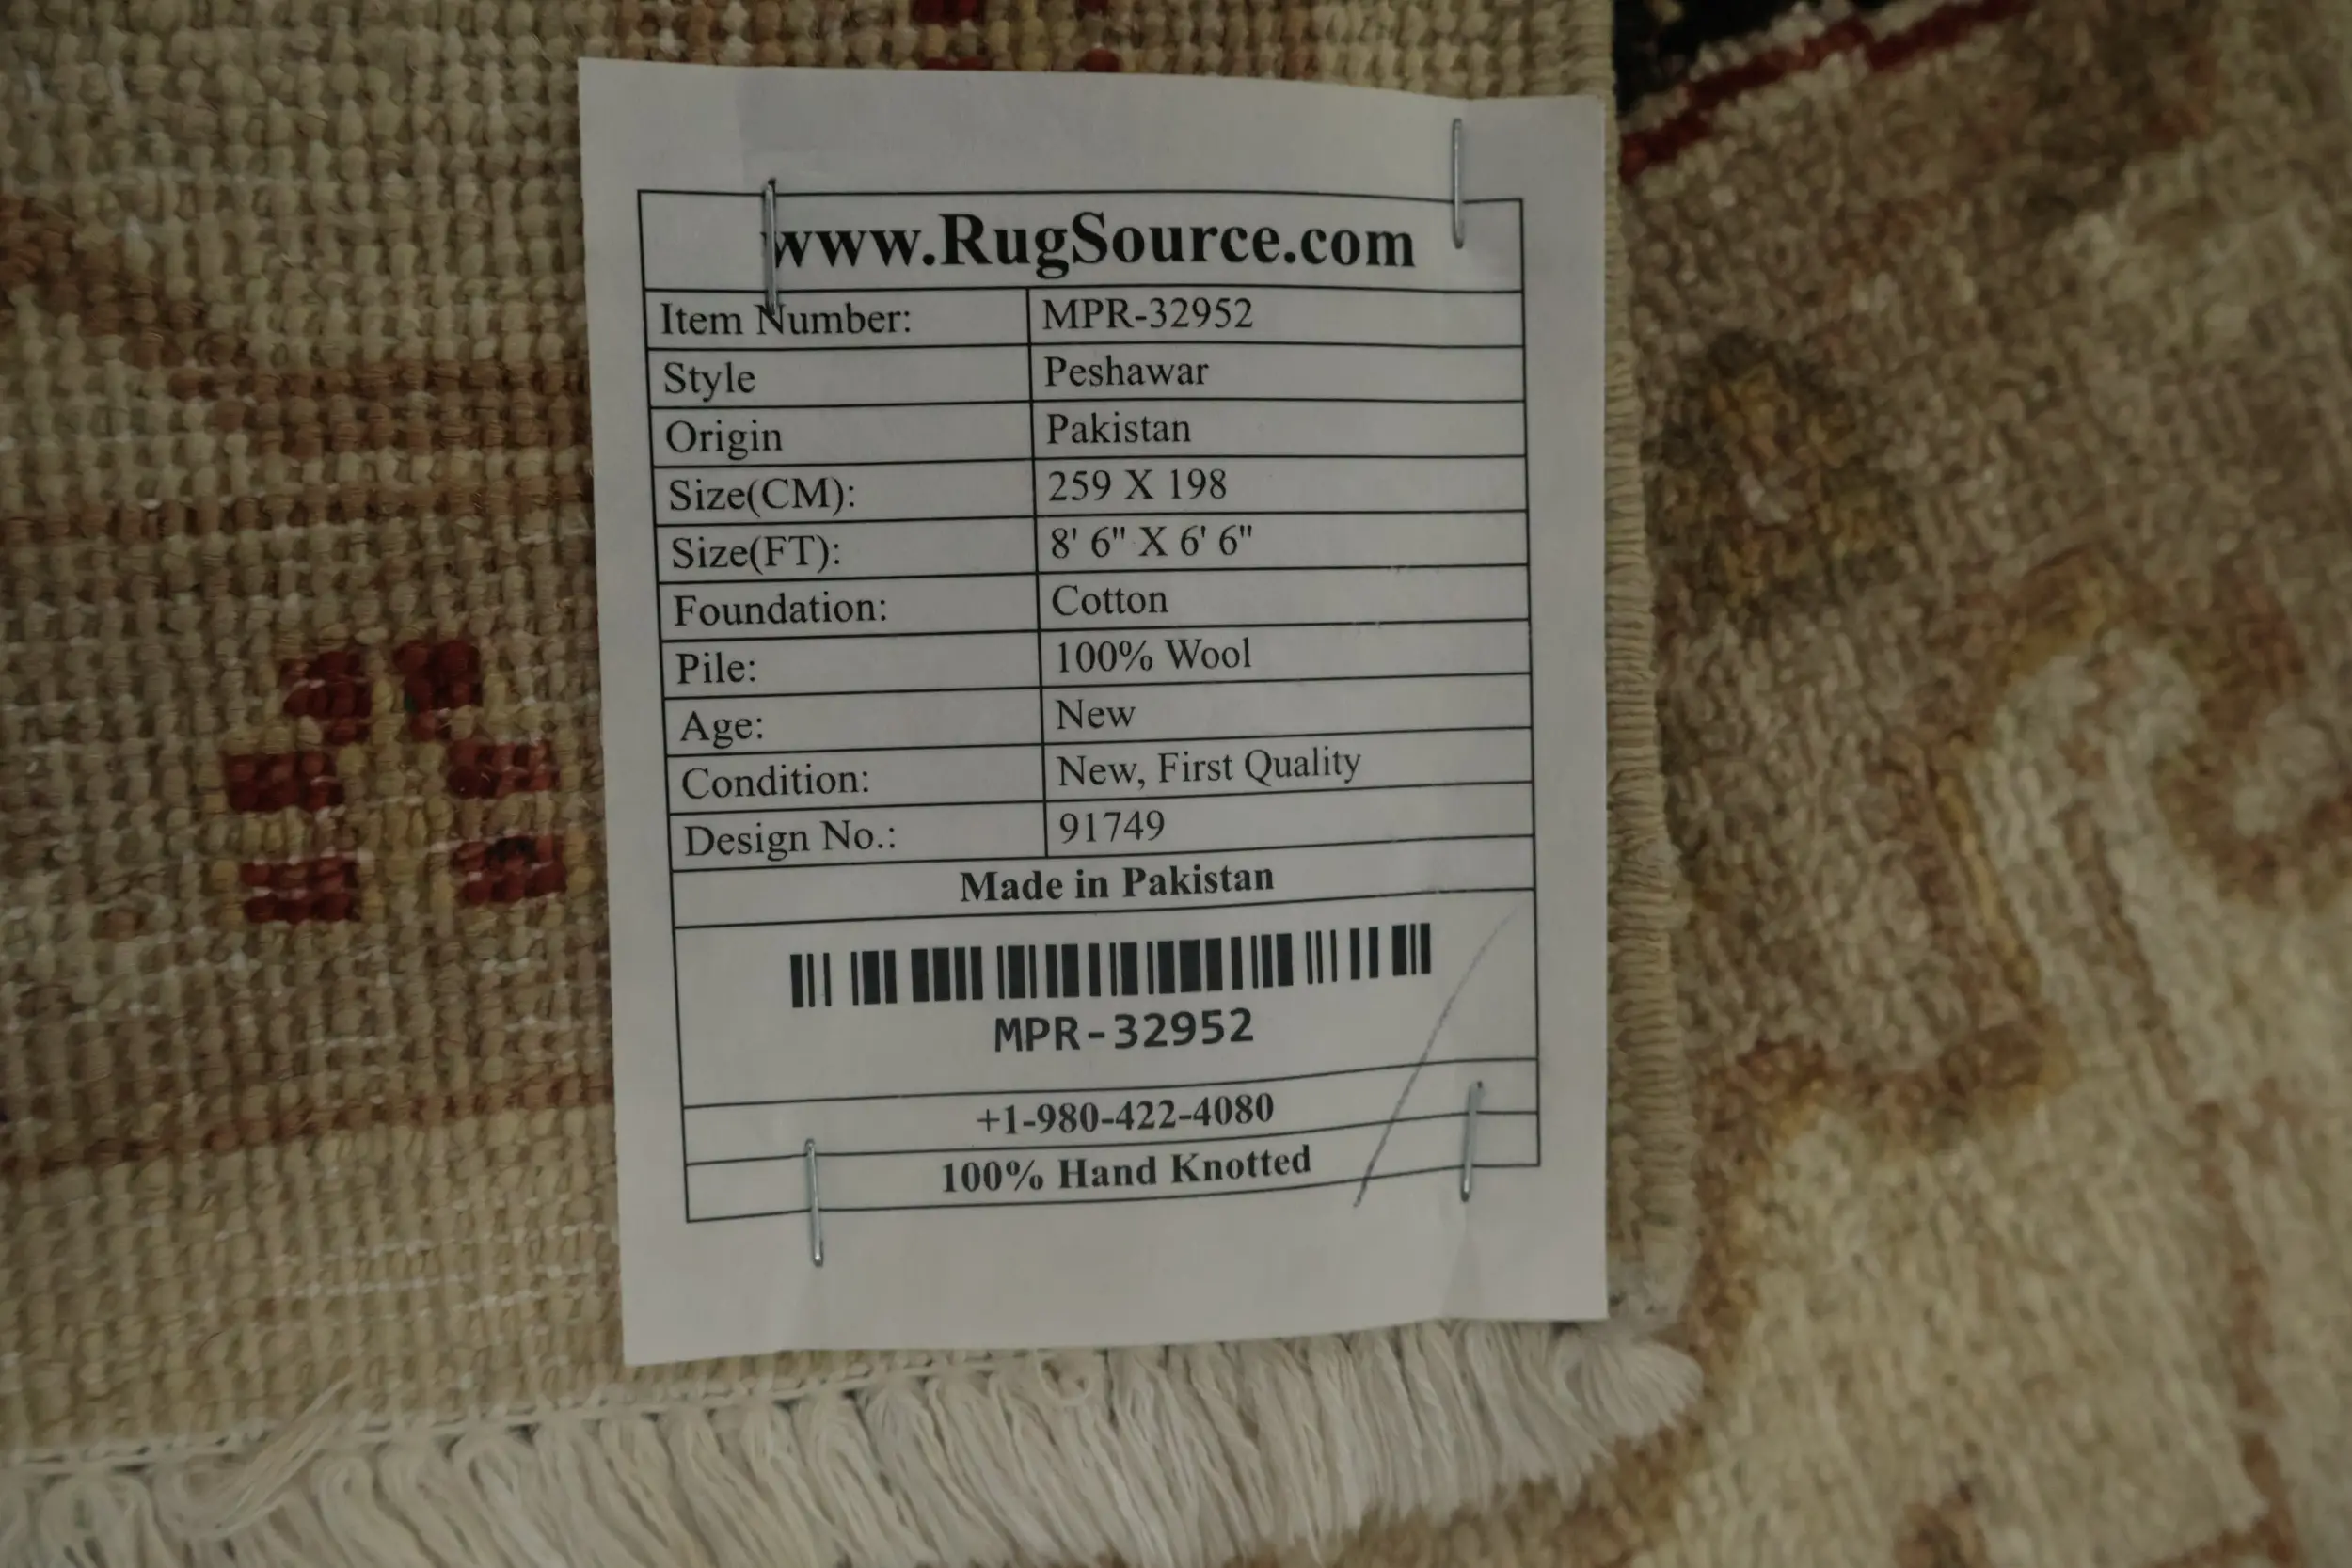 www.RugSource.com
Item Number: MPR-32952
Style Peshawar
Origin Pakistan
Size(CM): 259 X 198
Size(FT): 8' 6" X 6' 6"
Foundation: Cotton
Pile: 100% Wool
Age: New
Condition: New, First Quality
Design No.: 91749
Made in Pakistan
MPR-32952
+1-980-422-4080
100% Hand Knotted